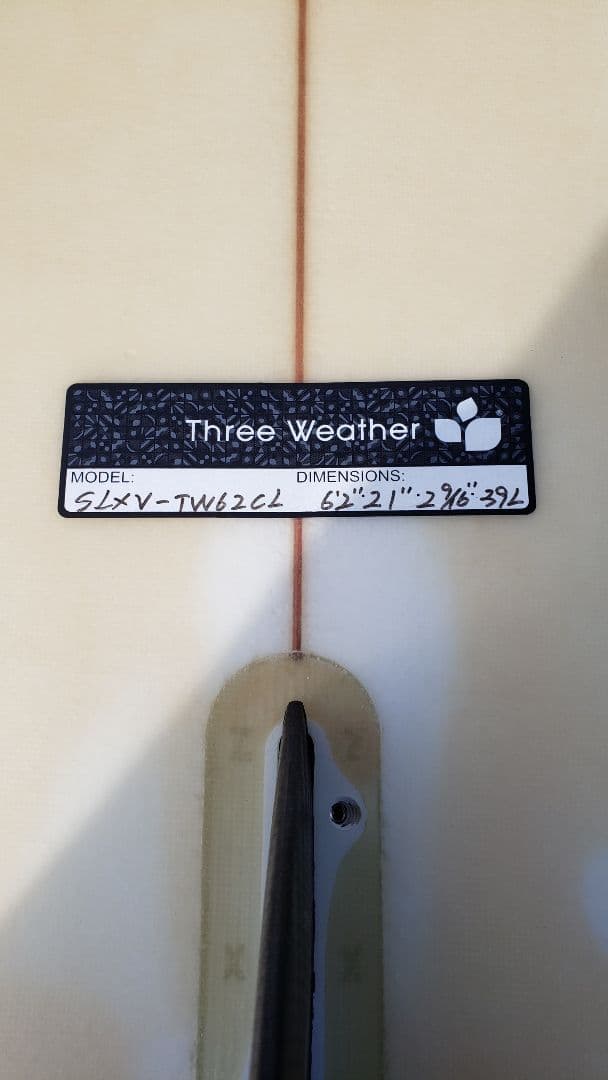 Three Weather
MODEL: DIMENSIONS:
SLXV-TW62CL 6'2"·21"·2 9/16"·39L
Z Z
X X